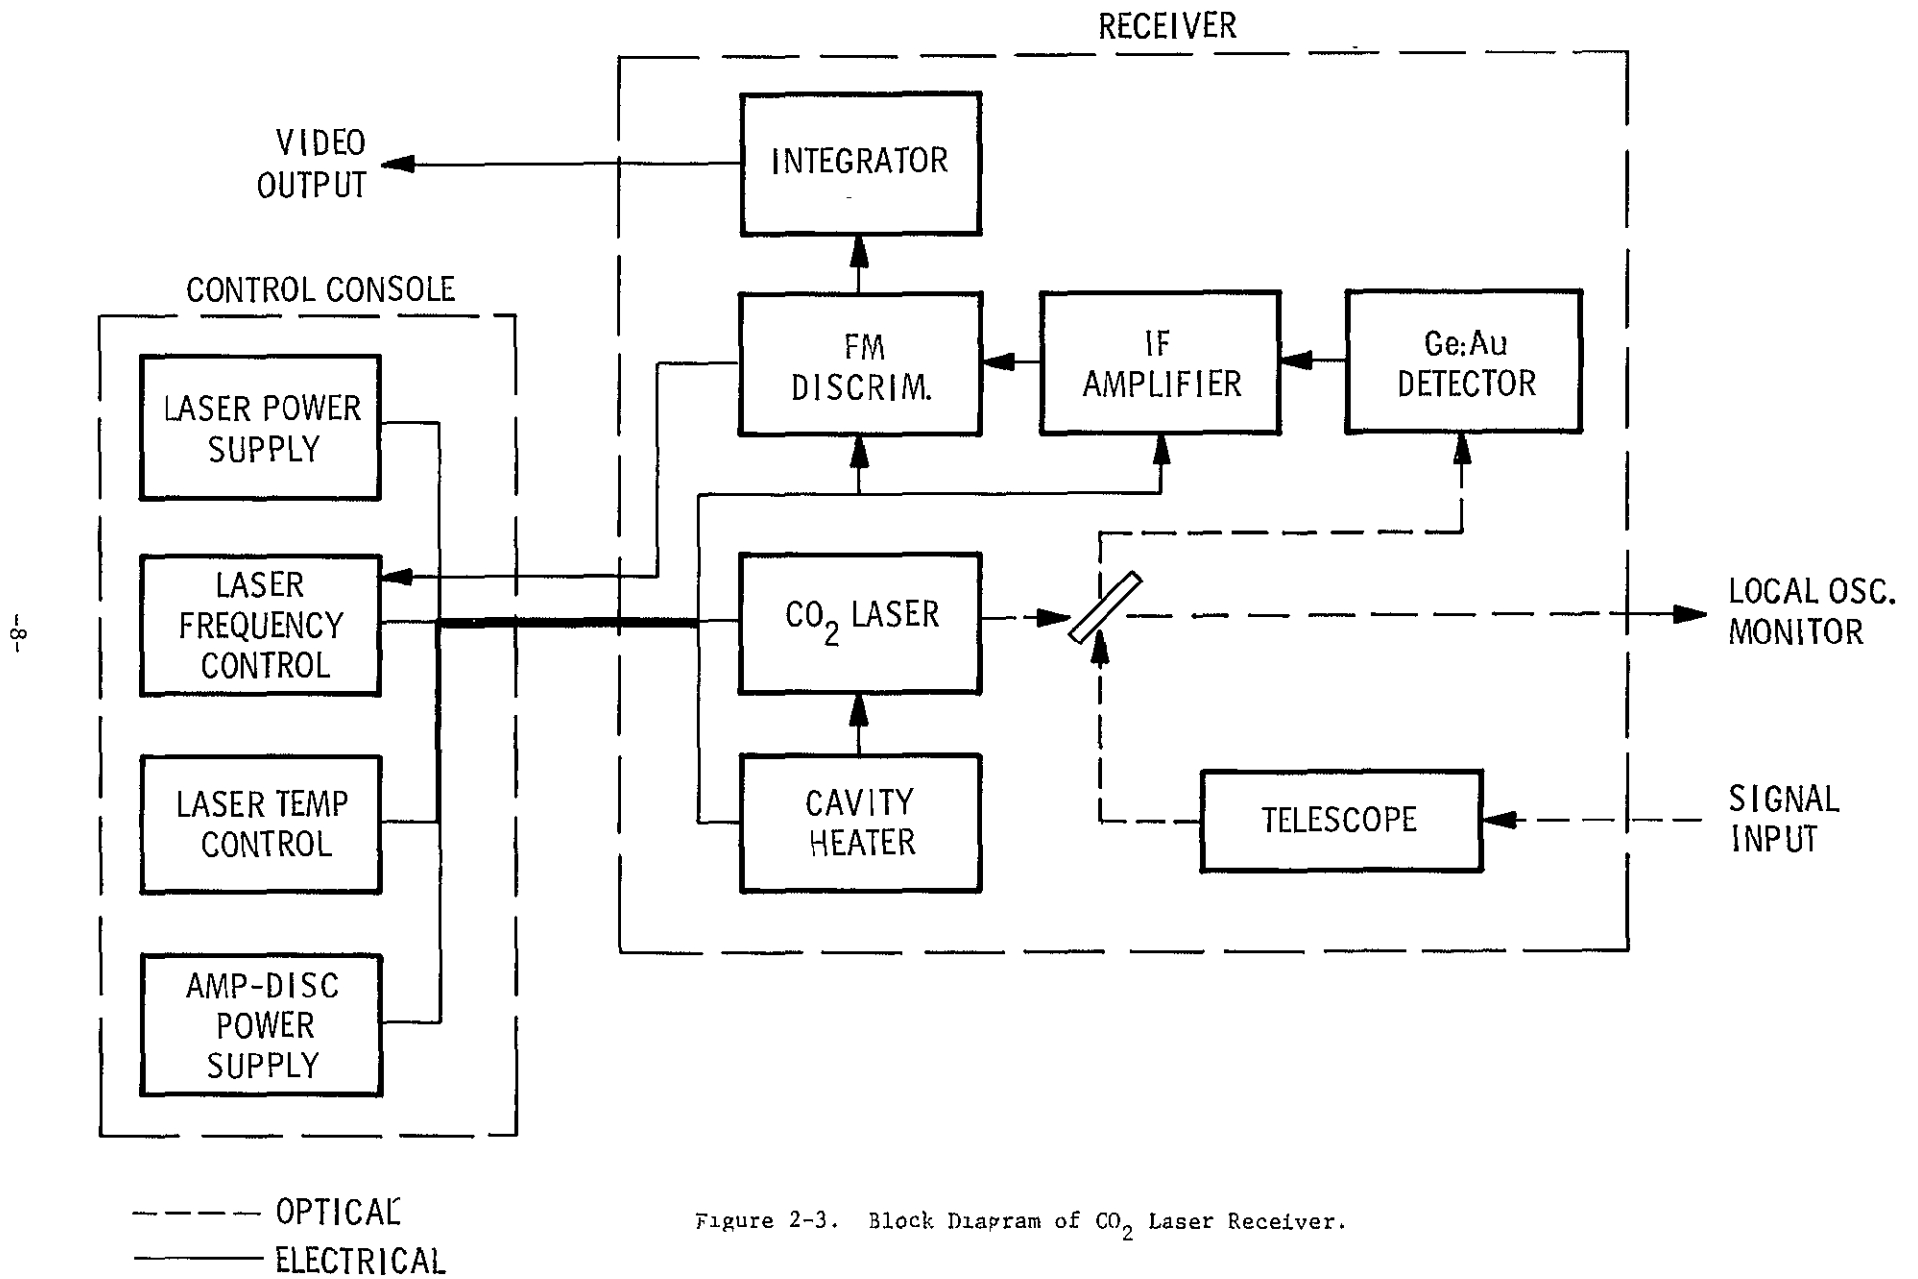 RECEIVER
VIDEO
OUTPUT
INTEGRATOR
CONTROL CONSOLE
LASER POWER
SUPPLY
FM
DISCRIM.
IF
AMPLIFIER
Ge:Au
DETECTOR
LASER
FREQUENCY
CONTROL
CO2 LASER
LOCAL OSC.
MONITOR
-8-
LASER TEMP
CONTROL
CAVITY
HEATER
TELESCOPE
SIGNAL
INPUT
AMP-DISC
POWER
SUPPLY
OPTICAL
ELECTRICAL
Figure 2-3. Block Diagram of CO2 Laser Receiver.